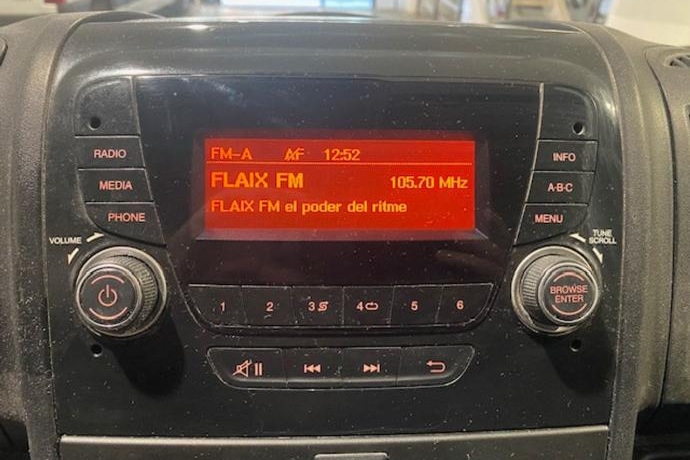 FM-A AF 12:52
FLAIX FM 105.70 MHz
FLAIX FM el poder del ritme
RADIO
MEDIA
PHONE
INFO
A-B-C
MENU
VOLUME
TUNE
SCROLL
BROWSE
ENTER
1 2 3 4 5 6